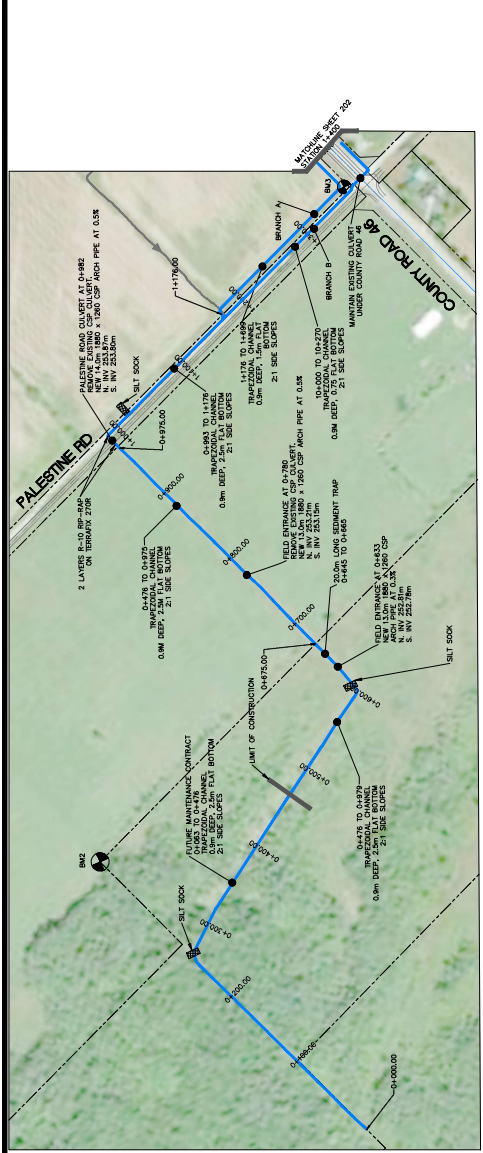 MATCHLINE SHEET 202
STATION 1+400
BM3
BRANCH A
BRANCH B
MAINTAIN EXISTING CULVERT
UNDER COUNTY ROAD 46
COUNTY ROAD 46
PALESTINE RD
1+176.00
PALESTINE ROAD CULVERT AT 0+982
REMOVE EXISTING CSP CULVERT.
NEW 14.0m 1880 x 1260 CSP ARCH PIPE AT 0.5%
N. INV 253.87m
S. INV 253.80m
SILT SOCK
1+176 TO 1+699
TRAPEZOIDAL CHANNEL
0.9m DEEP, 1.5m FLAT
BOTTOM
2:1 SIDE SLOPES
10+000 TO 10+270
TRAPEZOIDAL CHANNEL
0.9M DEEP, 0.75 FLAT BOTTOM
2:1 SIDE SLOPES
0+993 TO 1+176
TRAPEZOIDAL CHANNEL
0.9m DEEP, 2.5m FLAT BOTTOM
2:1 SIDE SLOPES
0+975.00
2 LAYERS R-10 RIP-RAP
ON TERRAFIX 270R
0+900.00
0+476 TO 0+975
TRAPEZOIDAL CHANNEL
0.9M DEEP, 2.5M FLAT BOTTOM
2:1 SIDE SLOPES
0+800.00
FIELD ENTRANCE AT 0+780
REMOVE EXISTING CSP CULVERT.
NEW 13.0m 1880 x 1260 CSP ARCH PIPE AT 0.5%
N. INV 253.21m
S. INV 253.15m
0+700.00
20.0m LONG SEDIMENT TRAP
0+645 TO 0+665
0+675.00
FIELD ENTRANCE AT 0+633
NEW 13.0m 1880 x 1260 CSP
ARCH PIPE AT 0.3%
N. INV 252.81m
S. INV 252.78m
SILT SOCK
0+600.00
LIMIT OF CONSTRUCTION
0+500.00
0+476 TO 0+979
TRAPEZOIDAL CHANNEL
0.9m DEEP, 2.5m FLAT BOTTOM
2:1 SIDE SLOPES
FUTURE MAINTENANCE CONTRACT
0+063 TO 0+476
TRAPEZOIDAL CHANNEL
0.9m DEEP, 2.5m FLAT BOTTOM
2:1 SIDE SLOPES
0+400.00
BM2
SILT SOCK
0+300.00
0+200.00
0+000.00